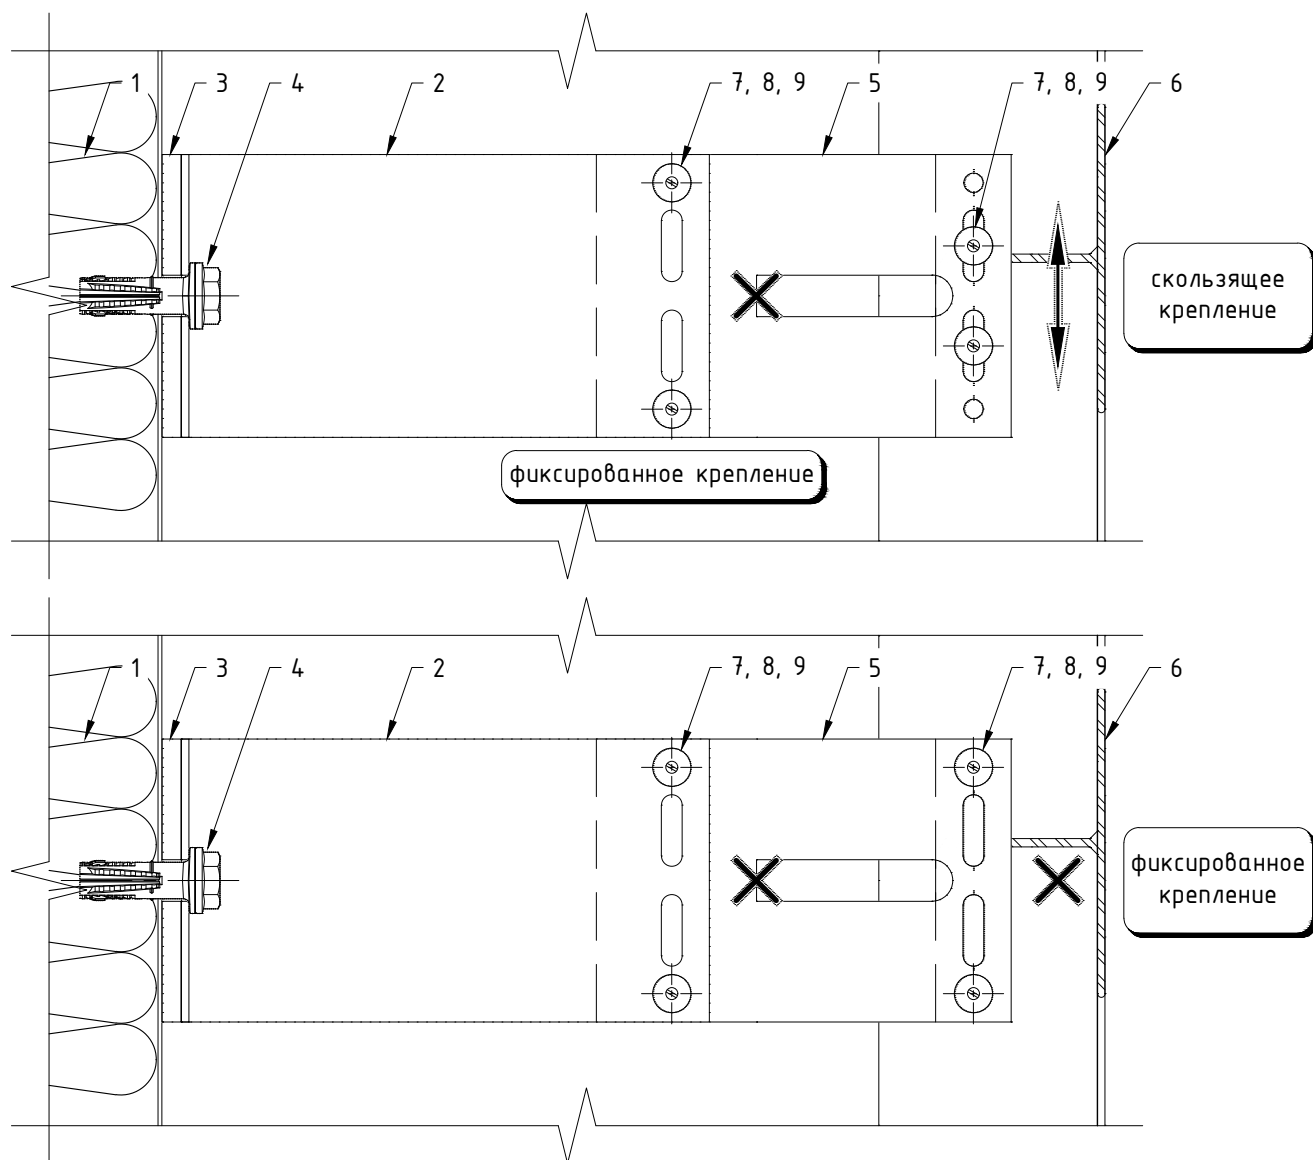 1
3
4
2
7, 8, 9
5
7, 8, 9
6
скользящее
крепление
фиксированное крепление
1
3
4
2
7, 8, 9
5
7, 8, 9
6
фиксированное
крепление